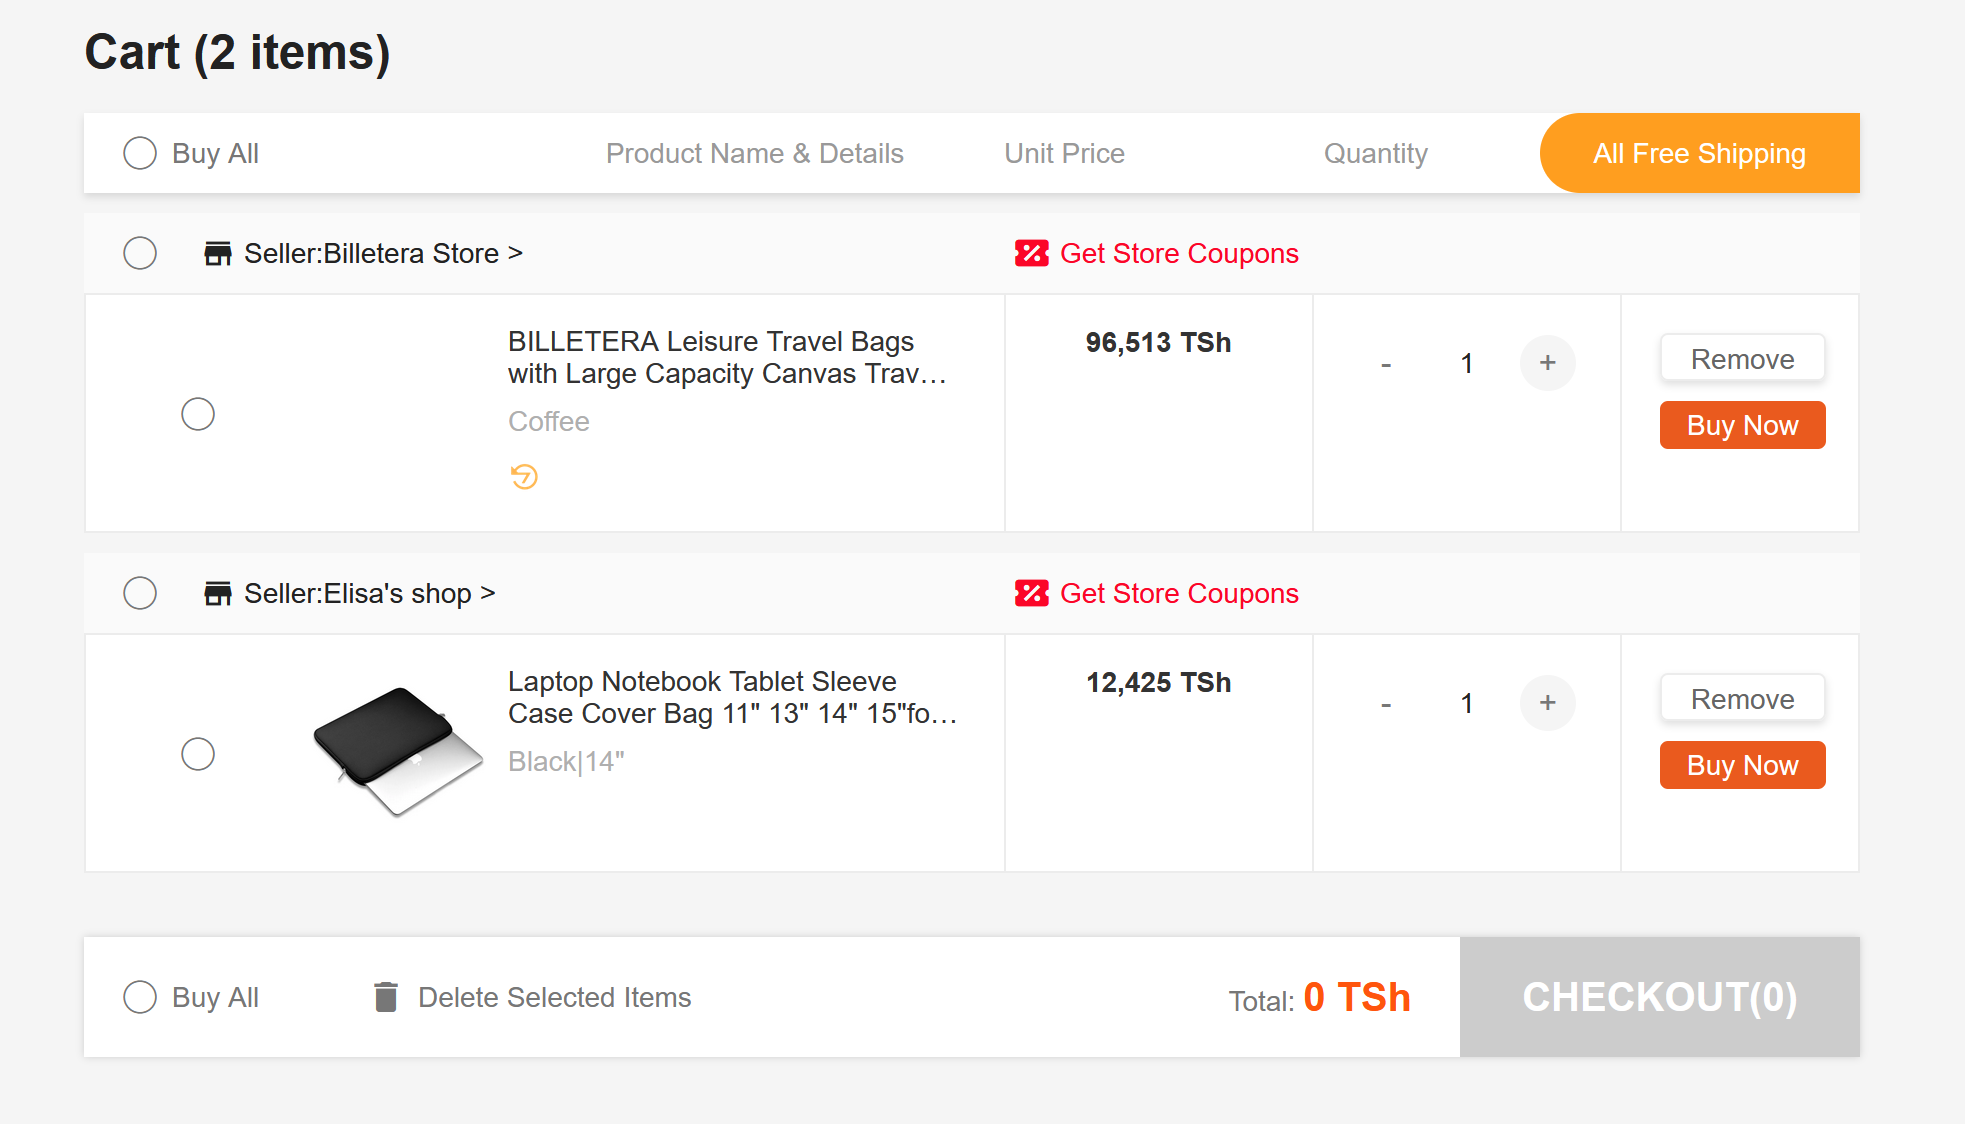 Cart (2 items)
Buy All
Product Name & Details
Unit Price
Quantity
All Free Shipping
Seller:Billetera Store >
Get Store Coupons
BILLETERA Leisure Travel Bags
with Large Capacity Canvas Trav…
Coffee
7
96,513 TSh
- 1 +
Remove
Buy Now
Seller:Elisa's shop >
Get Store Coupons
Laptop Notebook Tablet Sleeve
Case Cover Bag 11" 13" 14" 15"fo…
Black|14"
12,425 TSh
- 1 +
Remove
Buy Now
Buy All
Delete Selected Items
Total: 0 TSh
CHECKOUT(0)